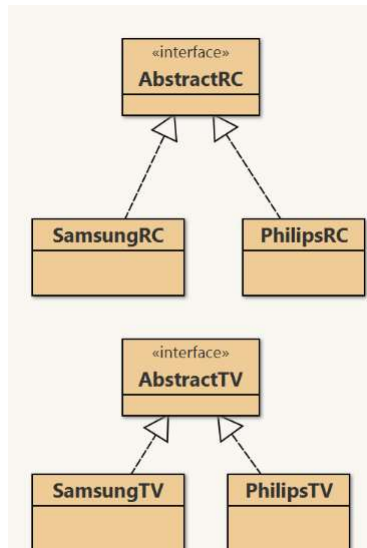 «interface»
AbstractRC
SamsungRC
PhilipsRC
«interface»
AbstractTV
SamsungTV
PhilipsTV